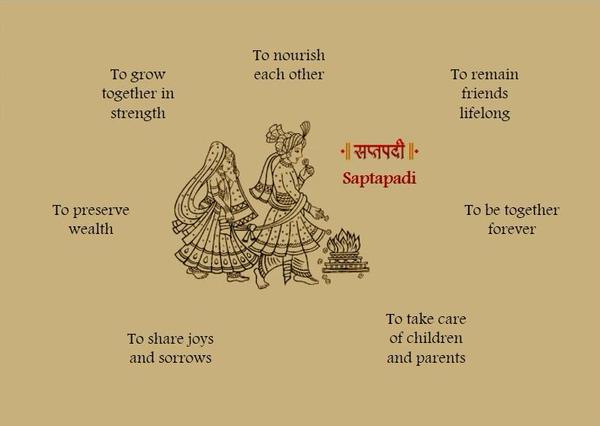 To nourish
each other
To grow
together in
strength
To remain
friends
lifelong
॥ सप्तपदी ॥
Saptapadi
To preserve
wealth
To be together
forever
To share joys
and sorrows
To take care
of children
and parents